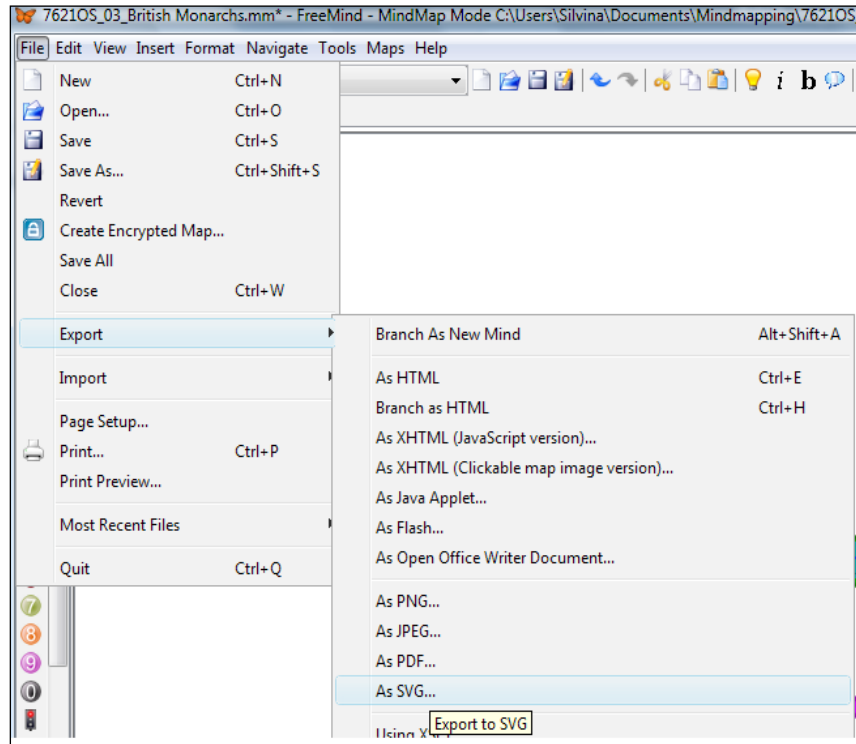 7621OS_03_British Monarchs.mm* - FreeMind - MindMap Mode C:\Users\Silvina\Documents\Mindmapping\7621OS
File Edit View Insert Format Navigate Tools Maps Help
New Ctrl+N
Open... Ctrl+O
Save Ctrl+S
Save As... Ctrl+Shift+S
Revert
Create Encrypted Map...
Save All
Close Ctrl+W
Export
Import
Page Setup...
Print... Ctrl+P
Print Preview...
Most Recent Files
Quit Ctrl+Q
Branch As New Mind Alt+Shift+A
As HTML Ctrl+E
Branch as HTML Ctrl+H
As XHTML (JavaScript version)...
As XHTML (Clickable map image version)...
As Java Applet...
As Flash...
As Open Office Writer Document...
As PNG...
As JPEG...
As PDF...
As SVG...
Export to SVG
Using
i b
7
8
9
0